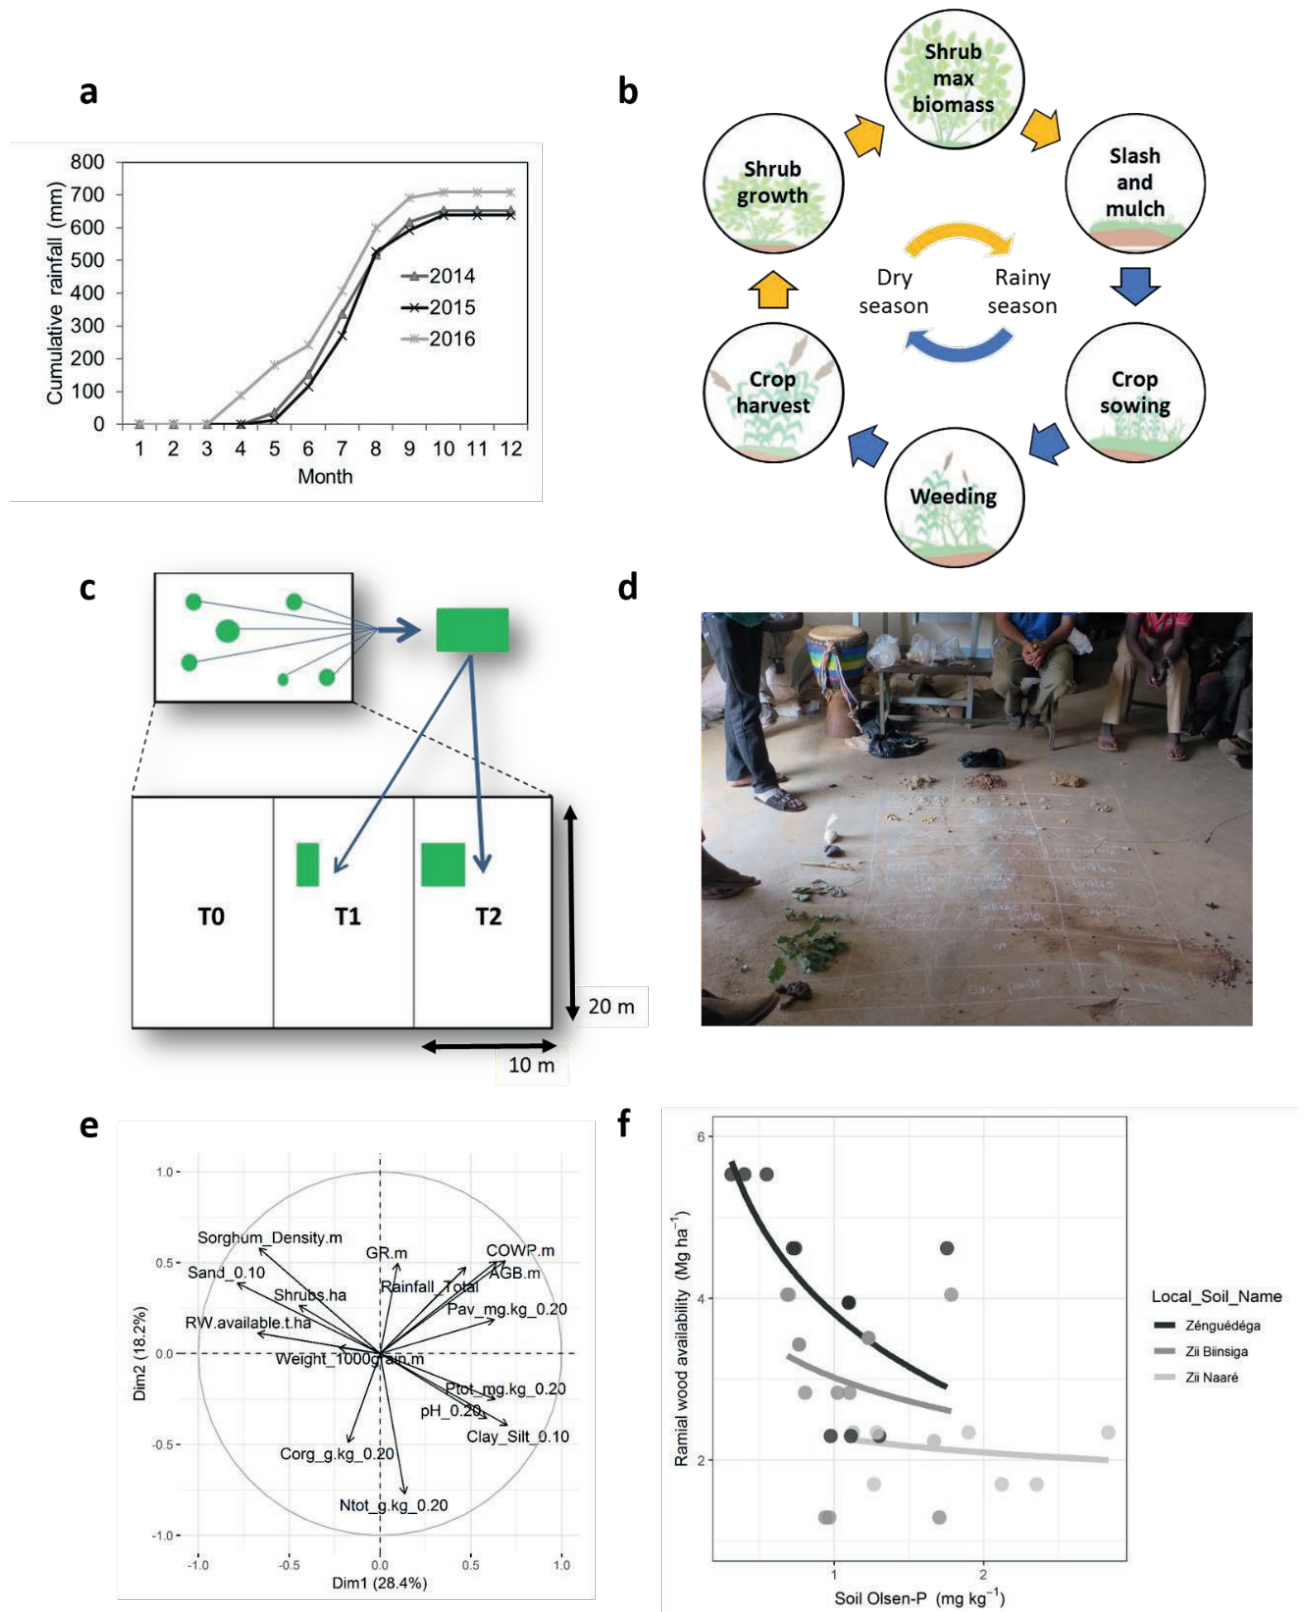 a
800
700
600
500
400
300
200
100
0
Cumulative rainfall (mm)
2014
2015
2016
1 2 3 4 5 6 7 8 9 10 11 12
Month
b
Shrub
max
biomass
Slash
and
mulch
Crop
sowing
Weeding
Crop
harvest
Shrub
growth
Dry
season
Rainy
season
c
T0
T1
T2
20 m
10 m
d
e
1.0
0.5
0.0
-0.5
-1.0
Dim2 (18.2%)
Sorghum_Density.m
Sand_0.10
Shrubs.ha
RW.available.t.ha
Weight_1000grain.m
GR.m
Rainfall_Total
COWP.m
AGB.m
Pav_mg.kg_0.20
Ptot_mg.kg_0.20
pH_0.20
Clay_Silt_0.10
Corg_g.kg_0.20
Ntot_g.kg_0.20
-1.0 -0.5 0.0 0.5 1.0
Dim1 (28.4%)
f
6
4
2
Ramial wood availability (Mg ha⁻¹)
1 2
Soil Olsen-P (mg kg⁻¹)
Local_Soil_Name
Zénguédéga
Zii Biinsiga
Zii Naaré